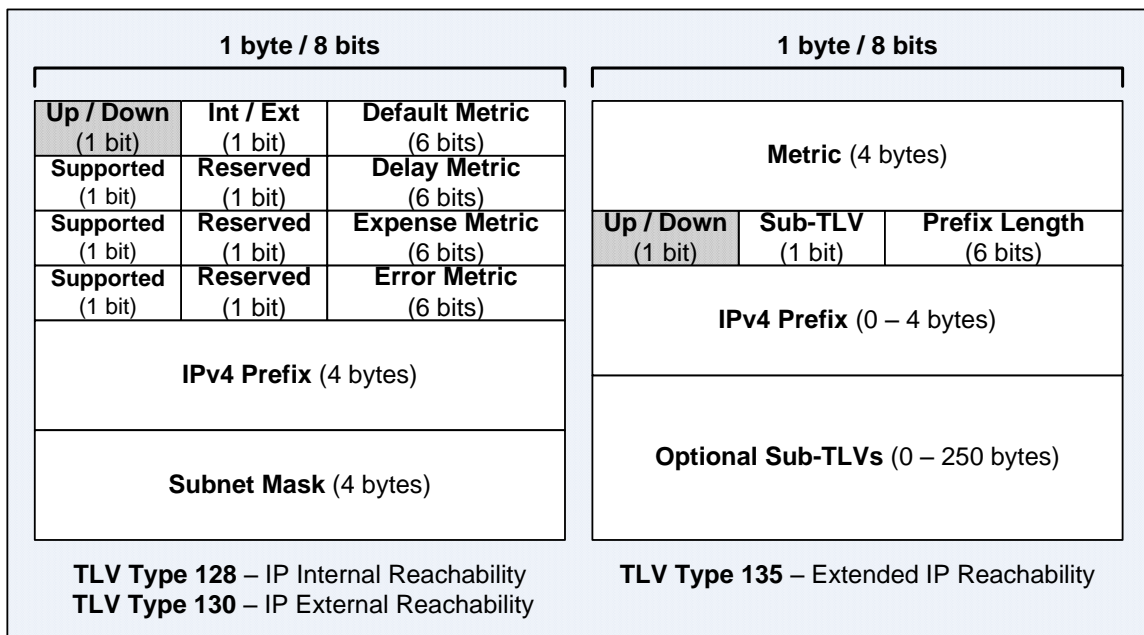 1 byte / 8 bits
Up / Down
(1 bit)
Int / Ext
(1 bit)
Default Metric
(6 bits)
Supported
(1 bit)
Reserved
(1 bit)
Delay Metric
(6 bits)
Supported
(1 bit)
Reserved
(1 bit)
Expense Metric
(6 bits)
Supported
(1 bit)
Reserved
(1 bit)
Error Metric
(6 bits)
IPv4 Prefix (4 bytes)
Subnet Mask (4 bytes)
TLV Type 128 – IP Internal Reachability
TLV Type 130 – IP External Reachability
1 byte / 8 bits
Metric (4 bytes)
Up / Down
(1 bit)
Sub-TLV
(1 bit)
Prefix Length
(6 bits)
IPv4 Prefix (0 – 4 bytes)
Optional Sub-TLVs (0 – 250 bytes)
TLV Type 135 – Extended IP Reachability